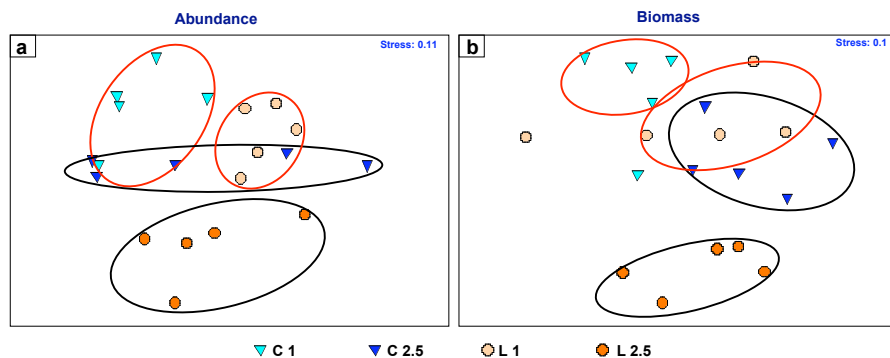 Abundance
Biomass
a
Stress: 0.11
b
Stress: 0.1
C 1
C 2.5
L 1
L 2.5